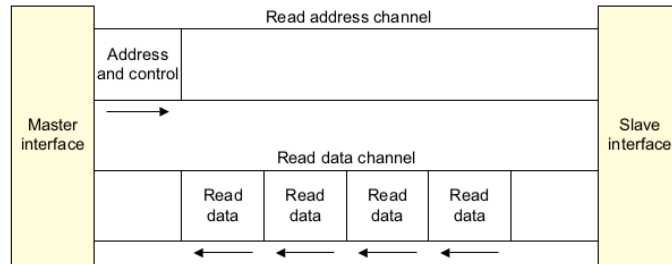 Read address channel
Address
and control
Master
interface
Slave
interface
Read data channel
Read
data
Read
data
Read
data
Read
data